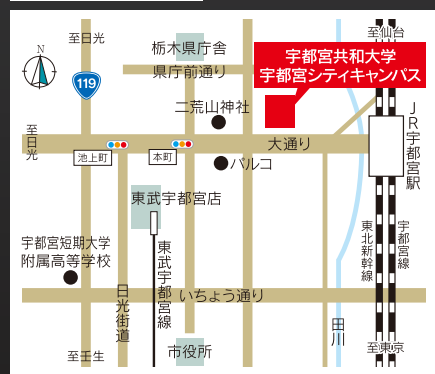 至日光
栃木県庁舎
至仙台
N
宇都宮共和大学
宇都宮シティキャンパス
県庁前通り
119
二荒山神社
JR宇都宮駅
至日光
大通り
池上町
本町
パルコ
東武宇都宮店
宇都宮短期大学
附属高等学校
東武宇都宮線
東北新幹線
宇都宮線
日光街道
いちょう通り
田川
至壬生
市役所
至東京